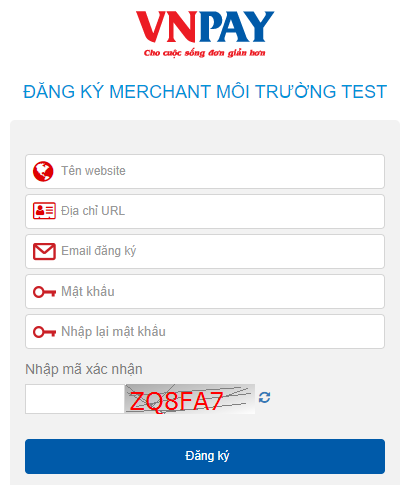 VNPAY
Cho cuộc sống đơn giản hơn
ĐĂNG KÝ MERCHANT MÔI TRƯỜNG TEST
Tên website
Địa chỉ URL
Email đăng ký
Mật khẩu
Nhập lại mật khẩu
Nhập mã xác nhận
ZQ8FA7
Đăng ký